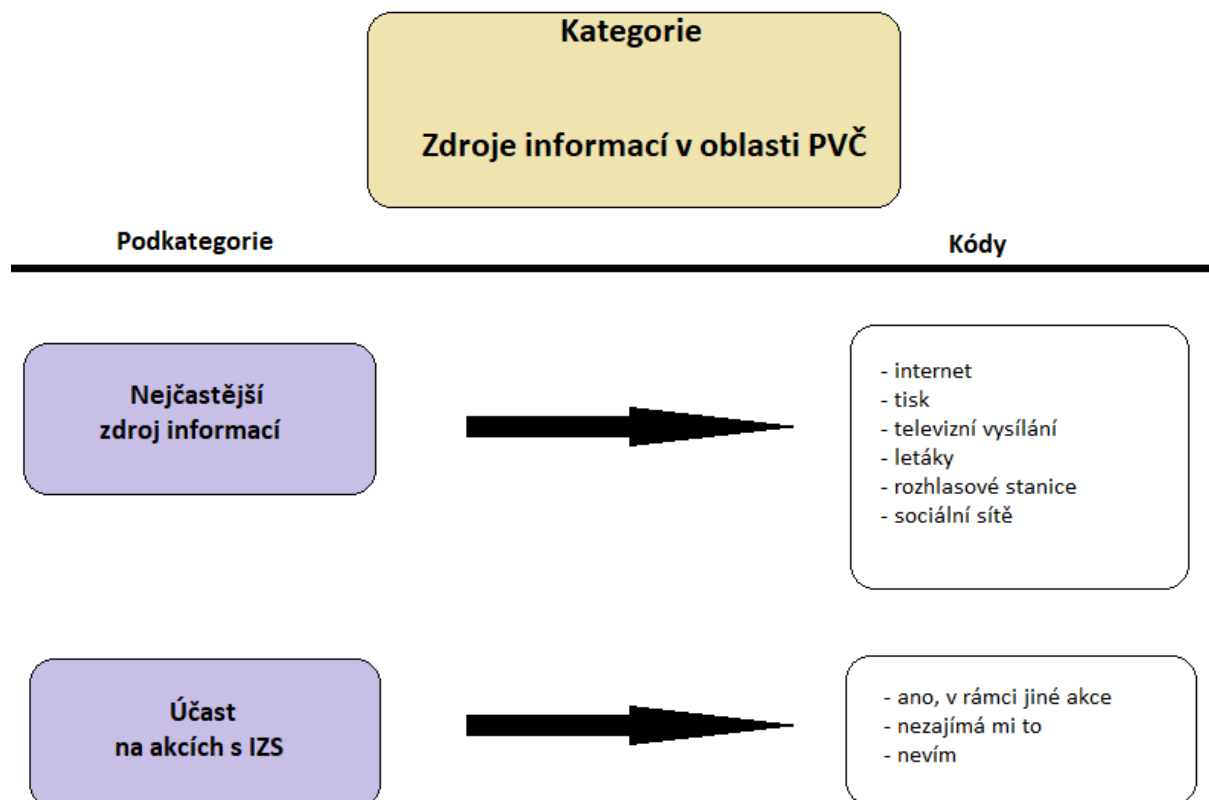 Kategorie
Zdroje informací v oblasti PVČ
Podkategorie
Kódy
Nejčastější
zdroj informací
- internet
- tisk
- televizní vysílání
- letáky
- rozhlasové stanice
- sociální sítě
Účast
na akcích s IZS
- ano, v rámci jiné akce
- nezajímá mi to
- nevím